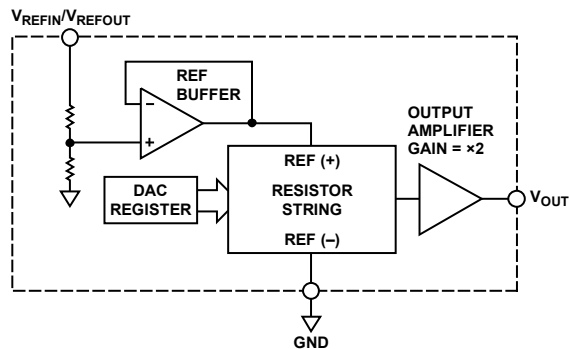 VREFIN/VREFOUT
REF
BUFFER
–
+
OUTPUT
AMPLIFIER
GAIN = ×2
REF (+)
DAC
REGISTER
RESISTOR
STRING
REF (–)
VOUT
GND